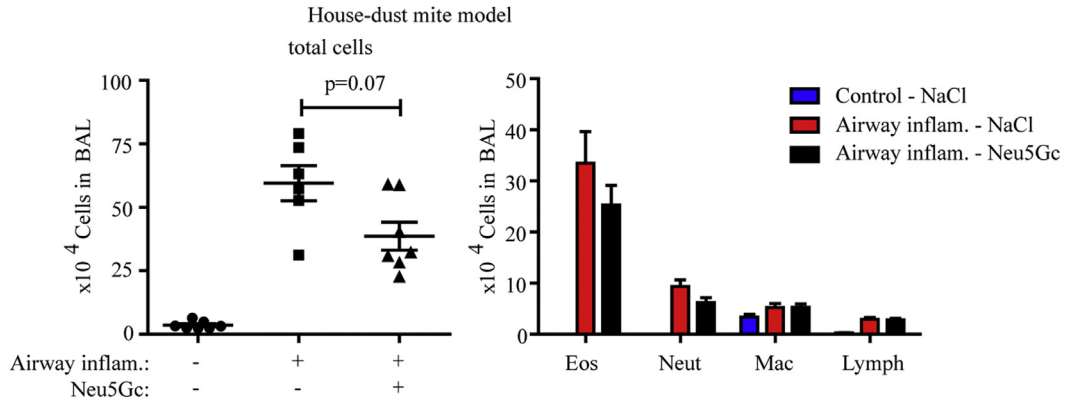 House-dust mite model
total cells
p=0.07
x10 4 Cells in BAL
100
75
50
25
0
Airway inflam.: - + +
Neu5Gc: - - +
x10 4 Cells in BAL
50
40
30
20
10
0
Eos Neut Mac Lymph
Control - NaCl
Airway inflam. - NaCl
Airway inflam. - Neu5Gc